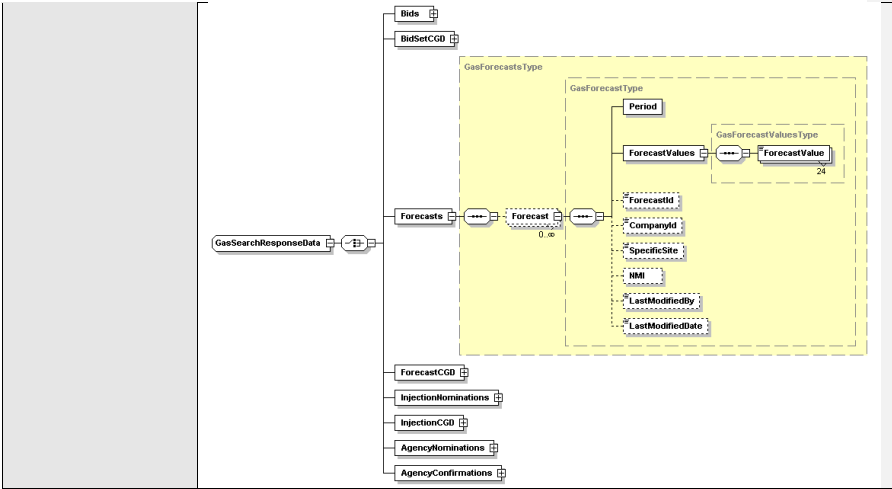 Bids
BidSetCGD
GasForecastsType
GasForecastType
Period
GasForecastValuesType
ForecastValues
ForecastValue
24
ForecastId
Forecasts
Forecast
CompanyId
0..∞
GasSearchResponseData
SpecificSite
NMI
LastModifiedBy
LastModifiedDate
ForecastCGD
InjectionNominations
InjectionCGD
AgencyNominations
AgencyConfirmations